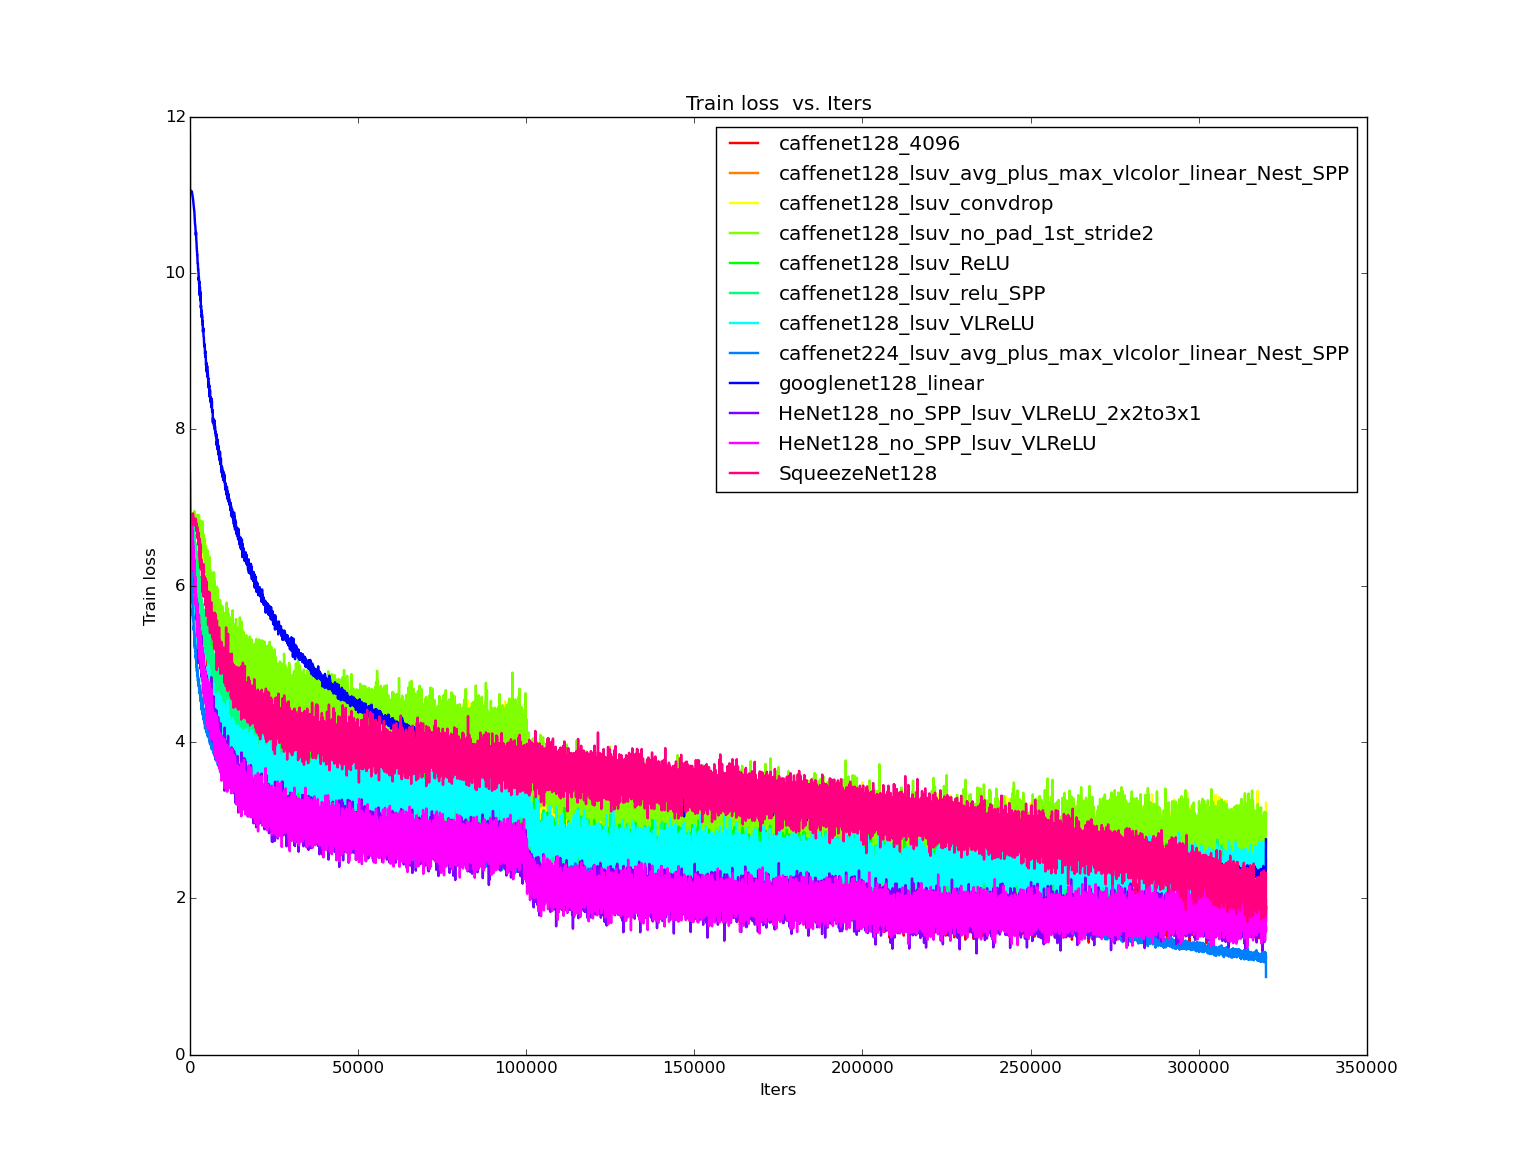 Train loss  vs. Iters
12
10
8
6
4
2
0
Train loss
caffenet128_4096
caffenet128_lsuv_avg_plus_max_vlcolor_linear_Nest_SPP
caffenet128_lsuv_convdrop
caffenet128_lsuv_no_pad_1st_stride2
caffenet128_lsuv_ReLU
caffenet128_lsuv_relu_SPP
caffenet128_lsuv_VLReLU
caffenet224_lsuv_avg_plus_max_vlcolor_linear_Nest_SPP
googlenet128_linear
HeNet128_no_SPP_lsuv_VLReLU_2x2to3x1
HeNet128_no_SPP_lsuv_VLReLU
SqueezeNet128
0 50000 100000 150000 200000 250000 300000 350000
Iters